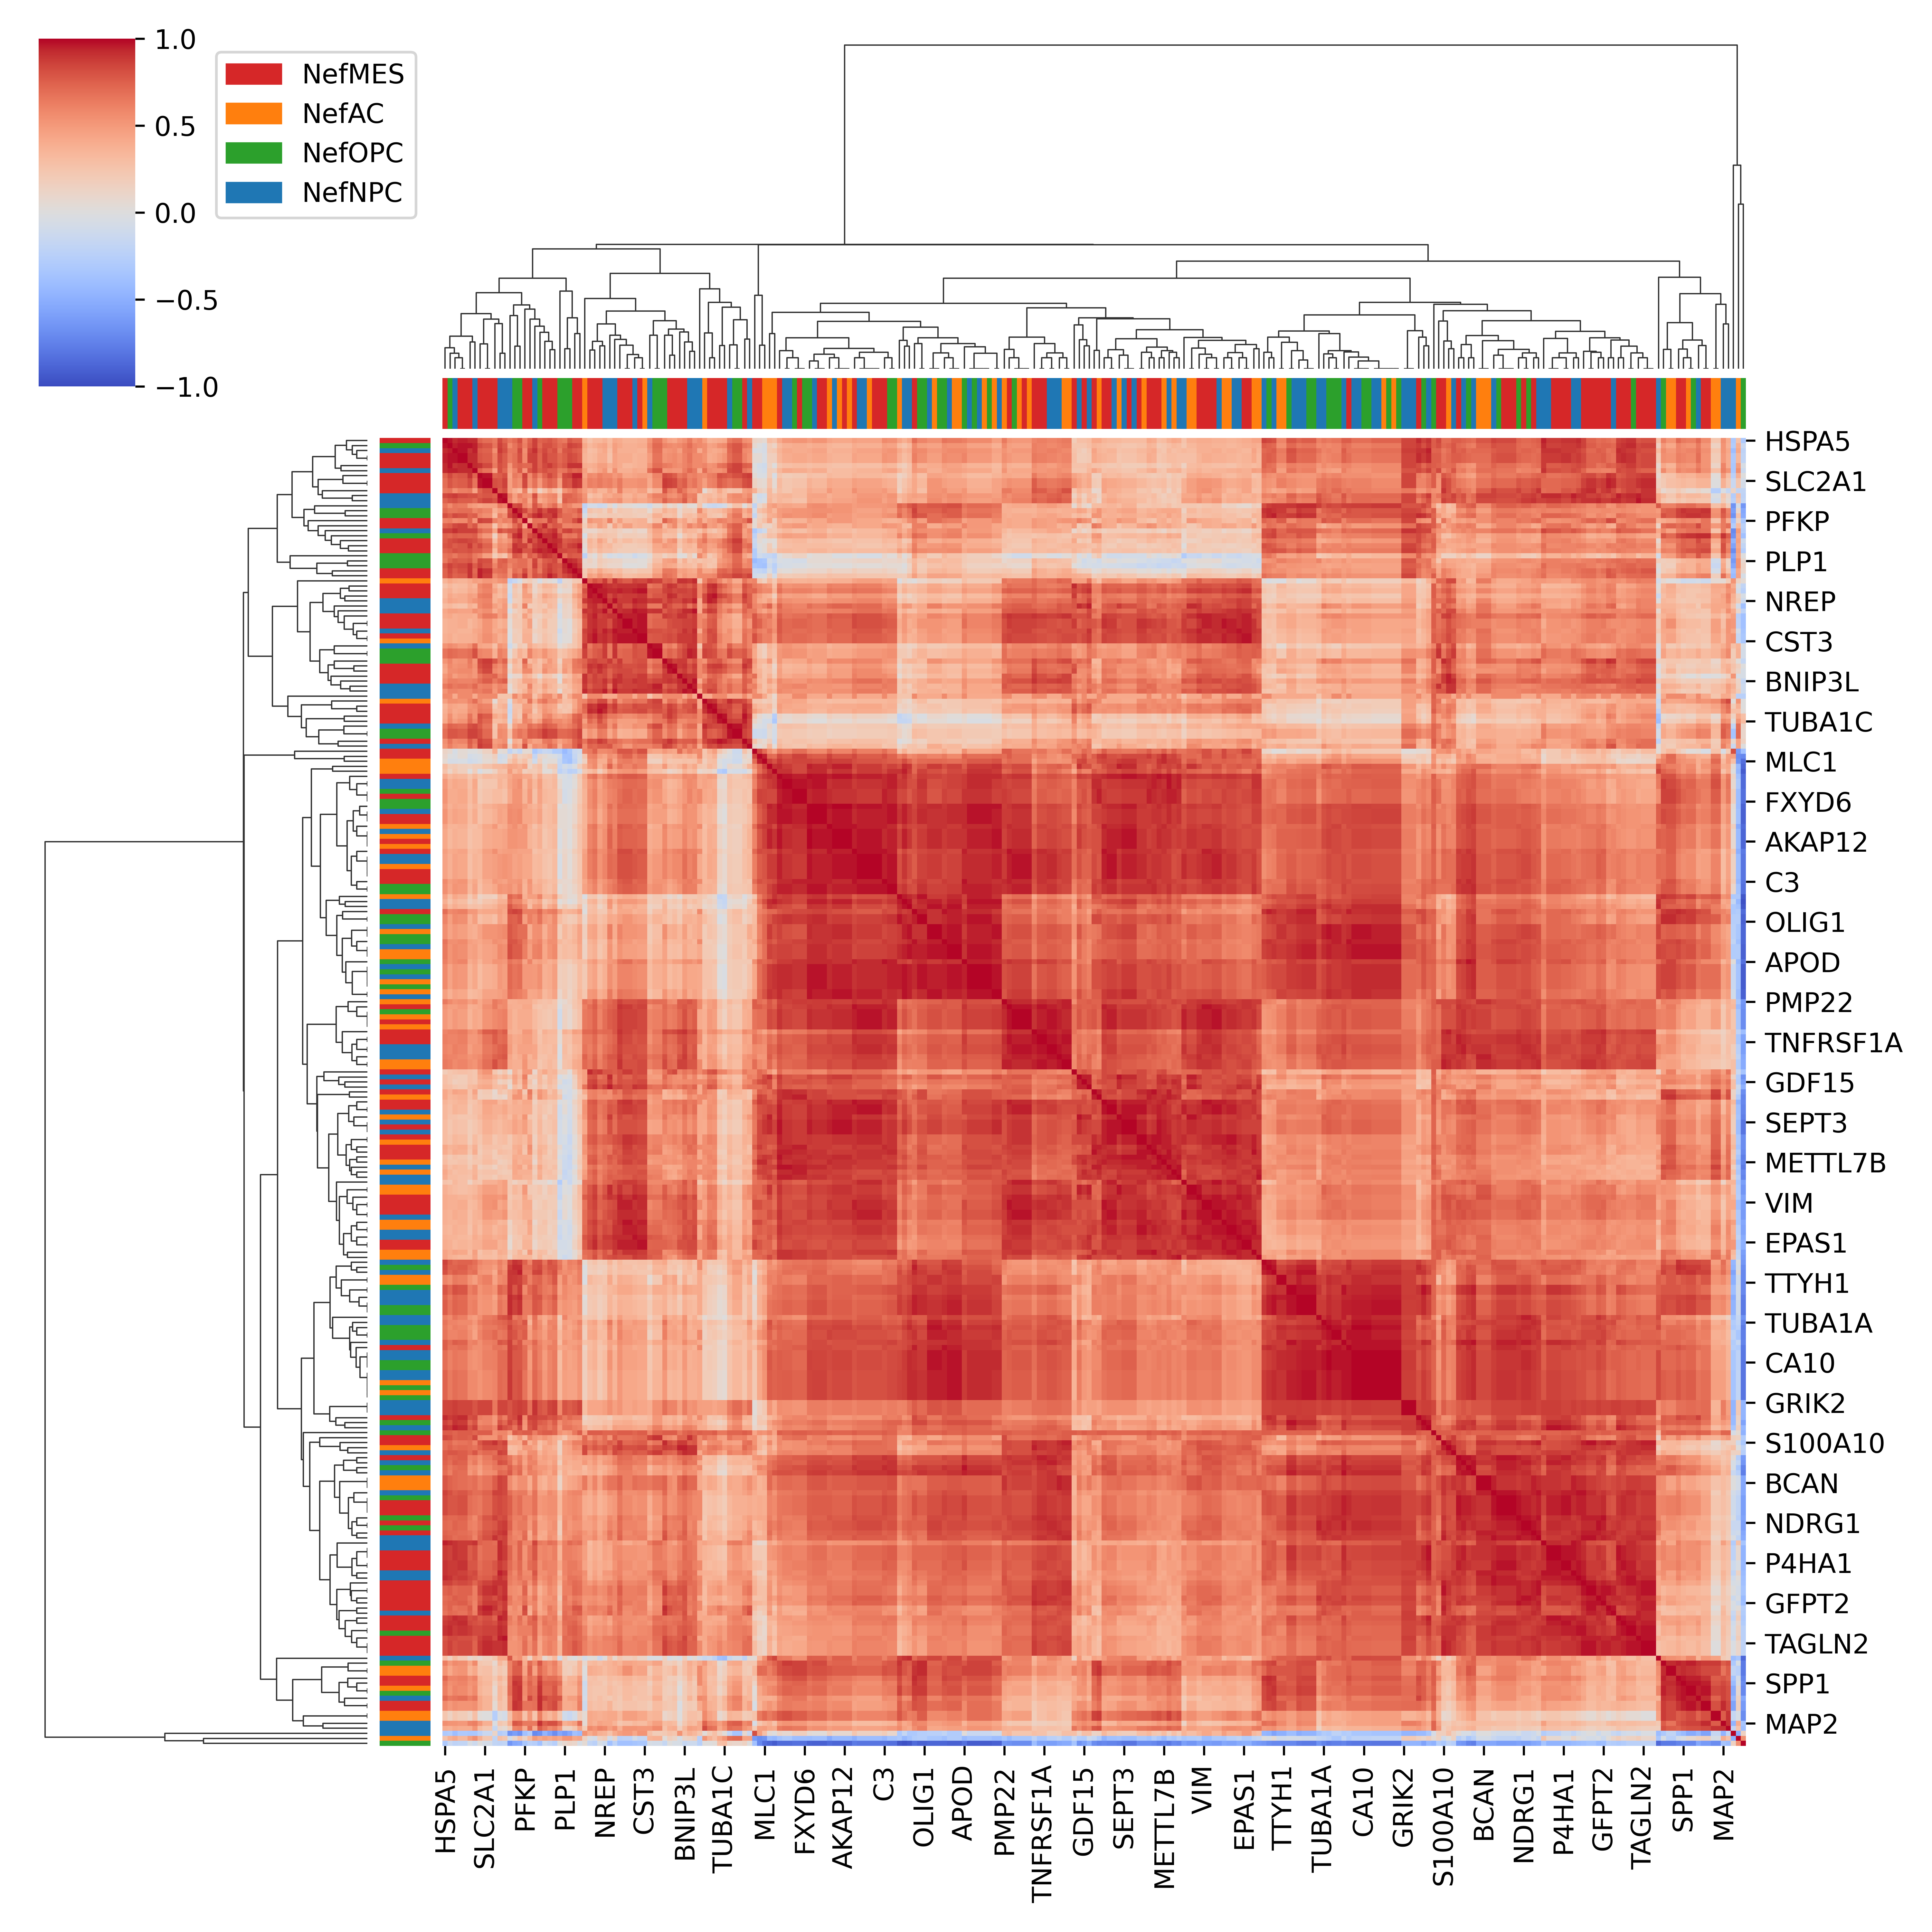 1.0
0.5
0.0
−0.5
−1.0
NefMES
NefAC
NefOPC
NefNPC
HSPA5
SLC2A1
PFKP
PLP1
NREP
CST3
BNIP3L
TUBA1C
MLC1
FXYD6
AKAP12
C3
OLIG1
APOD
PMP22
TNFRSF1A
GDF15
SEPT3
METTL7B
VIM
EPAS1
TTYH1
TUBA1A
CA10
GRIK2
S100A10
BCAN
NDRG1
P4HA1
GFPT2
TAGLN2
SPP1
MAP2
HSPA5
SLC2A1
PFKP
PLP1
NREP
CST3
BNIP3L
TUBA1C
MLC1
FXYD6
AKAP12
C3
OLIG1
APOD
PMP22
TNFRSF1A
GDF15
SEPT3
METTL7B
VIM
EPAS1
TTYH1
TUBA1A
CA10
GRIK2
S100A10
BCAN
NDRG1
P4HA1
GFPT2
TAGLN2
SPP1
MAP2